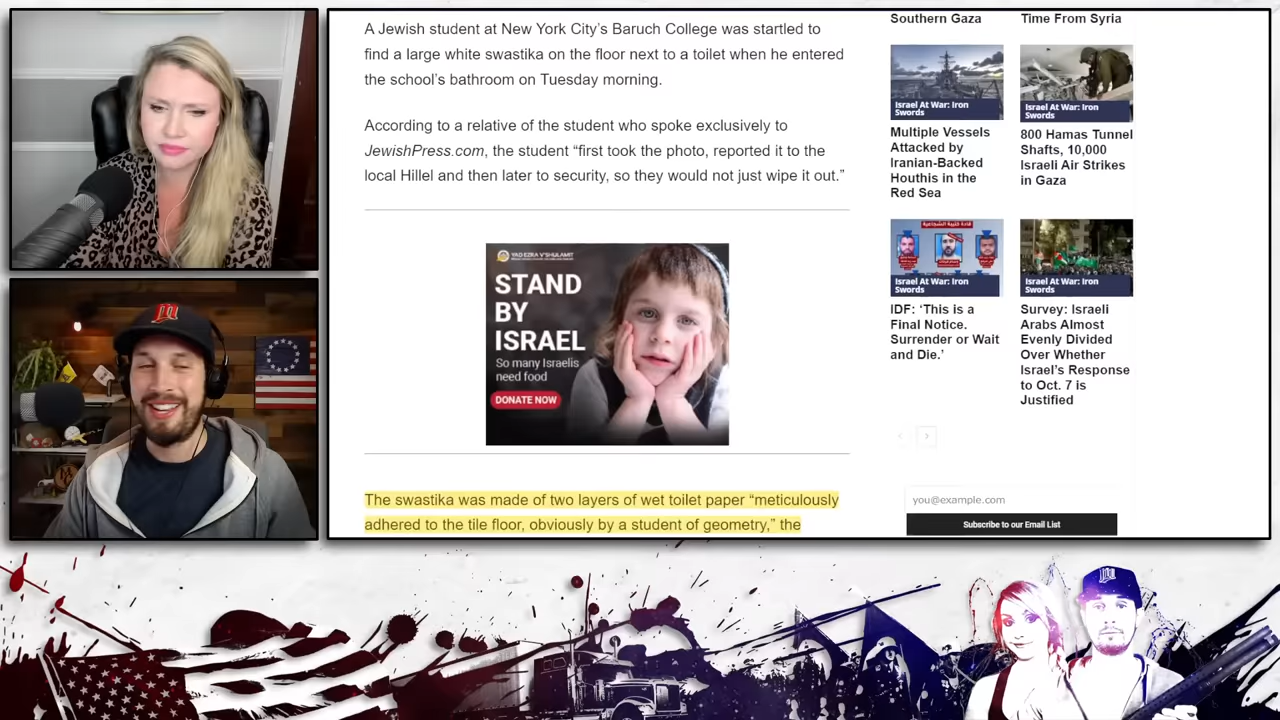 A Jewish student at New York City's Baruch College was startled to
find a large white swastika on the floor next to a toilet when he entered
the school's bathroom on Tuesday morning.
According to a relative of the student who spoke exclusively to
JewishPress.com, the student “first took the photo, reported it to the
local Hillel and then later to security, so they would not just wipe it out.”
YAD EZRA V'SHULAMIT
STAND
BY
ISRAEL
So many Israelis
need food
DONATE NOW
The swastika was made of two layers of wet toilet paper “meticulously
adhered to the tile floor, obviously by a student of geometry,” the
Southern Gaza
Time From Syria
Israel At War: Iron
Swords
Multiple Vessels
Attacked by
Iranian-Backed
Houthis in the
Red Sea
Israel At War: Iron
Swords
800 Hamas Tunnel
Shafts, 10,000
Israeli Air Strikes
in Gaza
Israel At War: Iron
Swords
IDF: ‘This is a
Final Notice.
Surrender or Wait
and Die.’
Israel At War: Iron
Swords
Survey: Israeli
Arabs Almost
Evenly Divided
Over Whether
Israel’s Response
to Oct. 7 is
Justified
you@example.com
Subscribe to our Email List